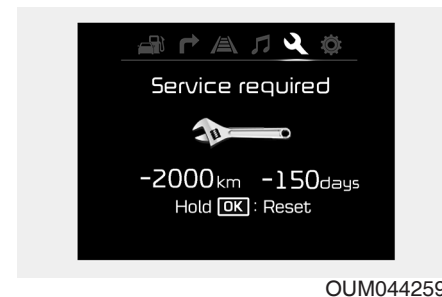 Service required
-2000km -150days
Hold OK : Reset
OUM044259